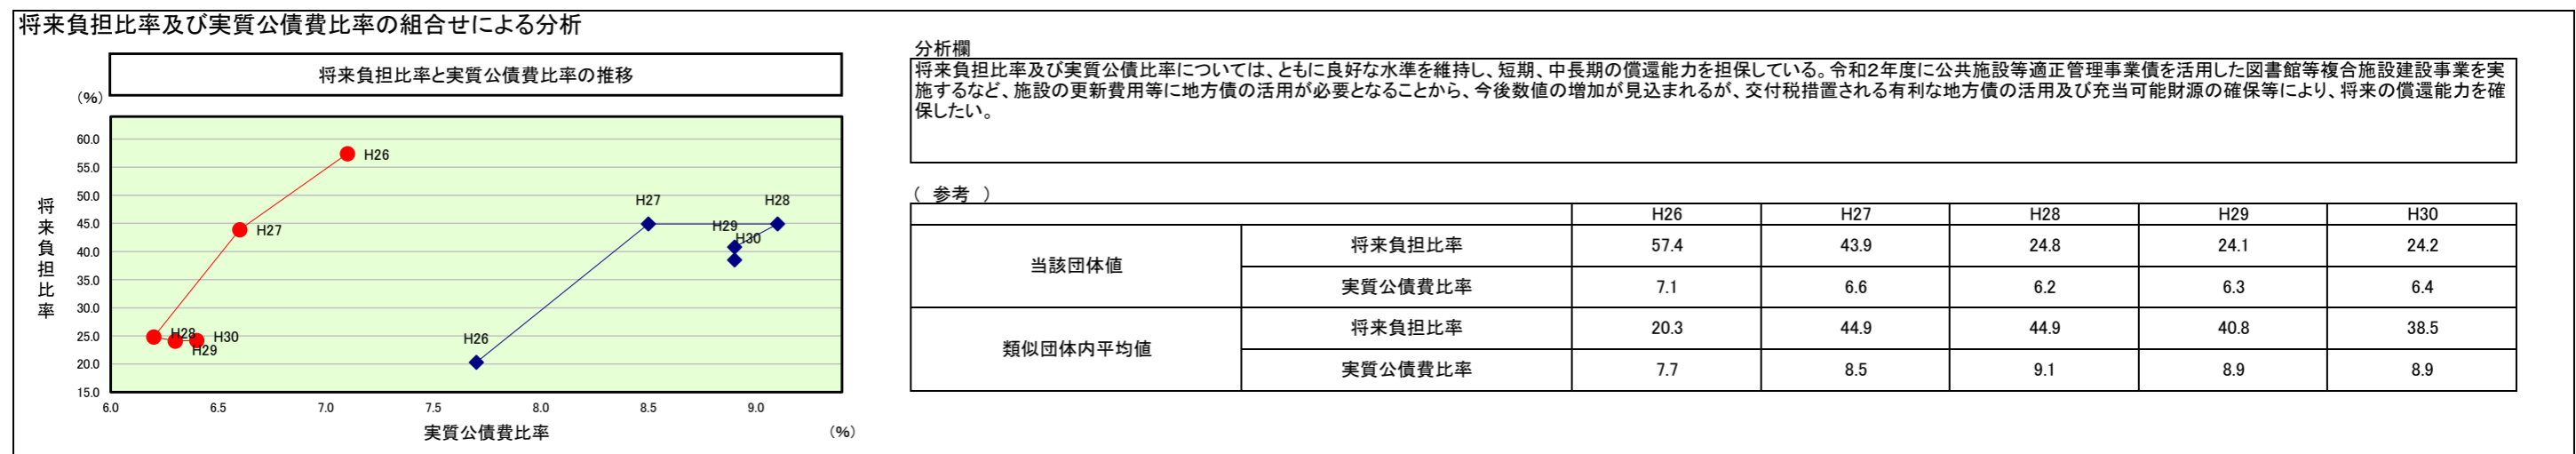 将来負担比率及び実質公債費比率の組合せによる分析
将来負担比率と実質公債費比率の推移
(%)
60.0
55.0
50.0
45.0
40.0
35.0
30.0
25.0
20.0
15.0
将来負担比率
H26
H27
H28
H29
H30
H26
H27
H28
H29
H30
6.0 6.5 7.0 7.5 8.0 8.5 9.0
実質公債費比率
(%)
分析欄
将来負担比率及び実質公債比率については、ともに良好な水準を維持し、短期、中長期の償還能力を担保している。令和2年度に公共施設等適正管理事業債を活用した図書館等複合施設建設事業を実
施するなど、施設の更新費用等に地方債の活用が必要となることから、今後数値の増加が見込まれるが、交付税措置される有利な地方債の活用及び充当可能財源の確保等により、将来の償還能力を確
保したい。
( 参考 )
H26 H27 H28 H29 H30
当該団体値
将来負担比率 57.4 43.9 24.8 24.1 24.2
実質公債費比率 7.1 6.6 6.2 6.3 6.4
類似団体内平均値
将来負担比率 20.3 44.9 44.9 40.8 38.5
実質公債費比率 7.7 8.5 9.1 8.9 8.9